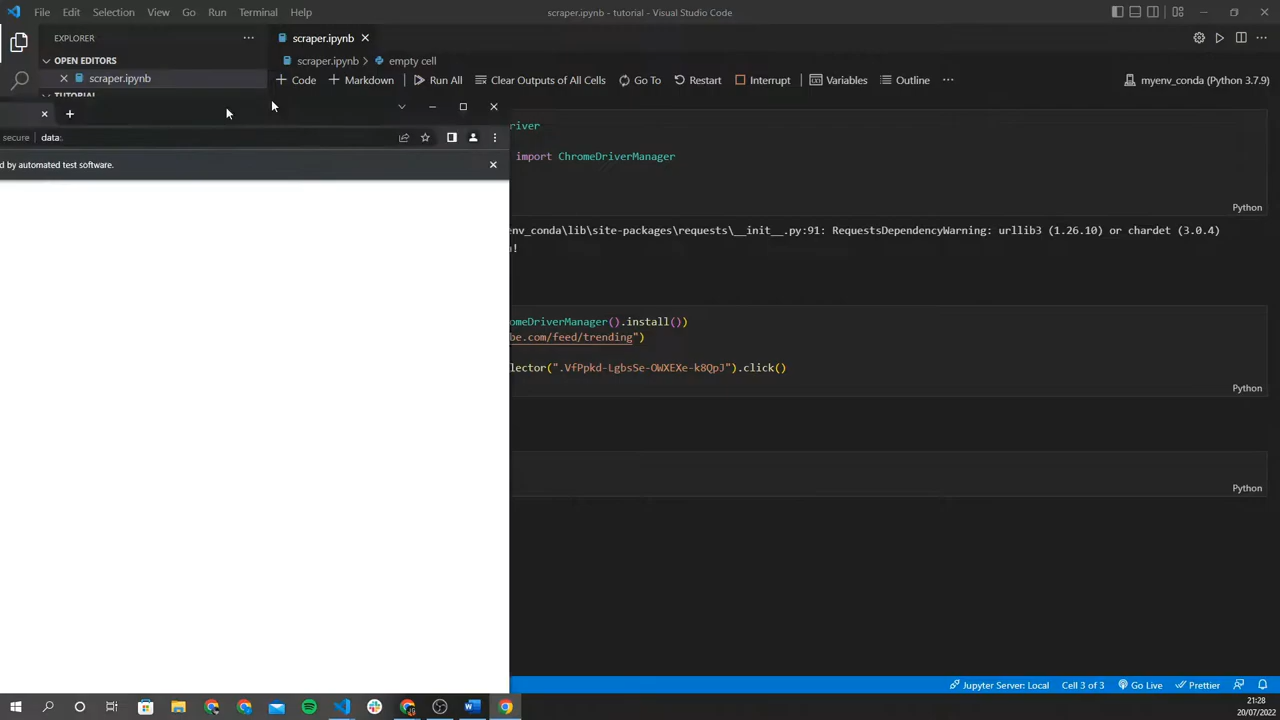 File Edit Selection View Go Run Terminal Help
scraper.ipynb - tutorial - Visual Studio Code
EXPLORER
scraper.ipynb
OPEN EDITORS
scraper.ipynb > empty cell
scraper.ipynb
Code Markdown Run All Clear Outputs of All Cells Go To Restart Interrupt Variables Outline
myenv_conda (Python 3.7.9)
TUTORIAL
secure data:.
d by automated test software.
river
import ChromeDriverManager
Python
env_conda\lib\site-packages\requests\__init__.py:91: RequestsDependencyWarning: urllib3 (1.26.10) or chardet (3.0.4)
n!
omeDriverManager().install())
be.com/feed/trending")
lector(".VfPpkd-LgbsSe-OWXEXe-k8QpJ").click()
Python
Python
Jupyter Server: Local Cell 3 of 3 Go Live Prettier
21:28
20/07/2022